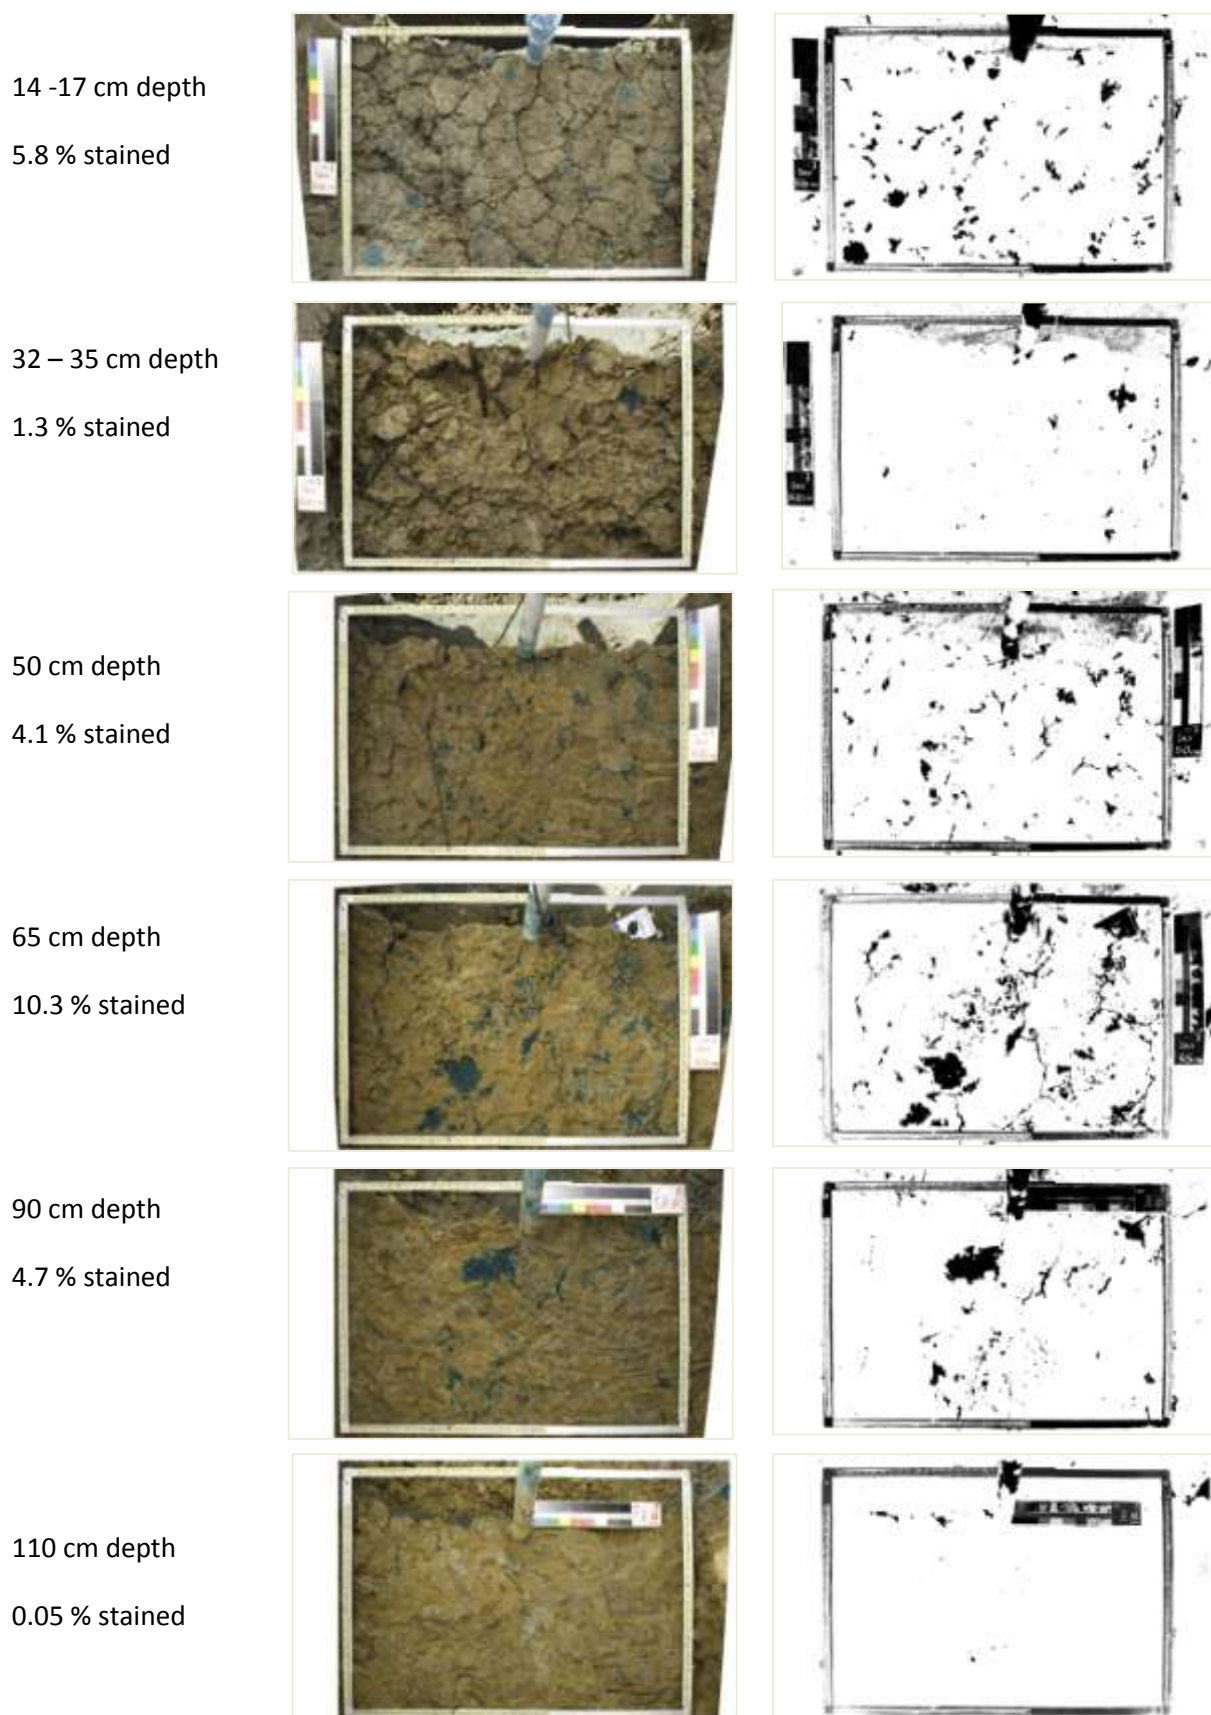 14 -17 cm depth
5.8 % stained
32 – 35 cm depth
1.3 % stained
50 cm depth
4.1 % stained
65 cm depth
10.3 % stained
90 cm depth
4.7 % stained
110 cm depth
0.05 % stained